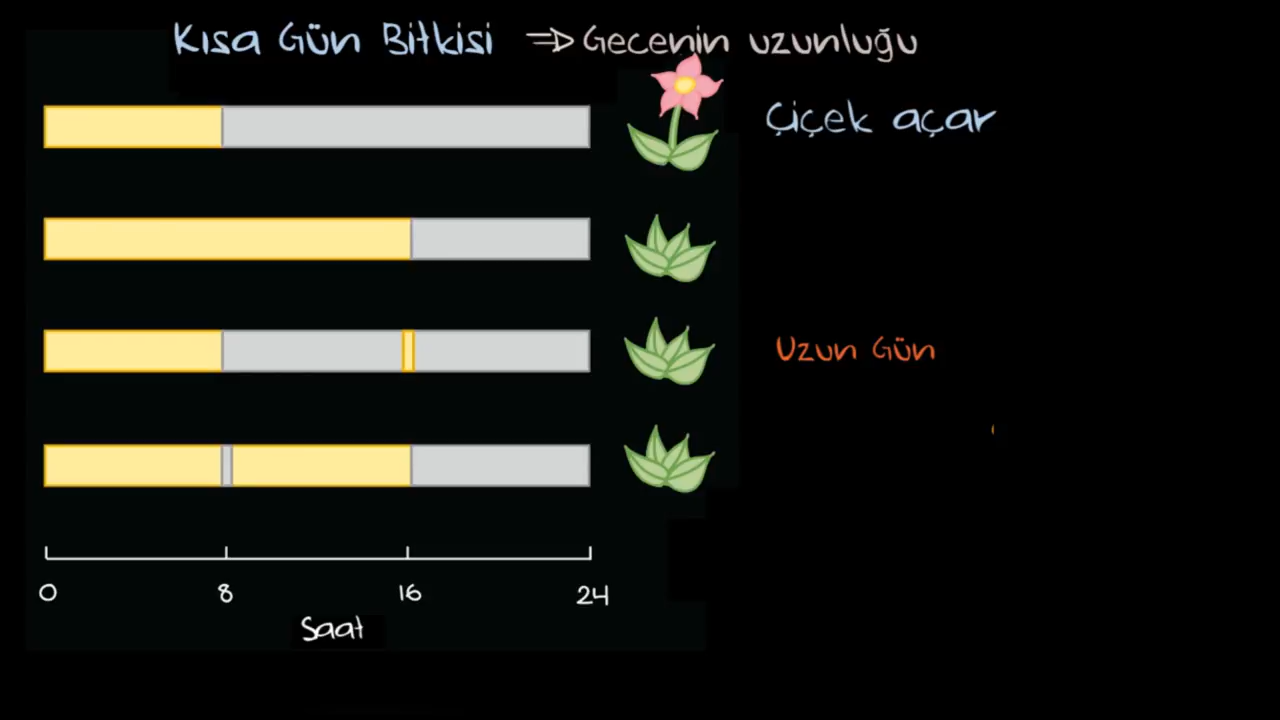 Kısa Gün Bitkisi ⇒ Gecenin uzunluğu
Çiçek açar
Uzun Gün
0 8 16 24
Saat